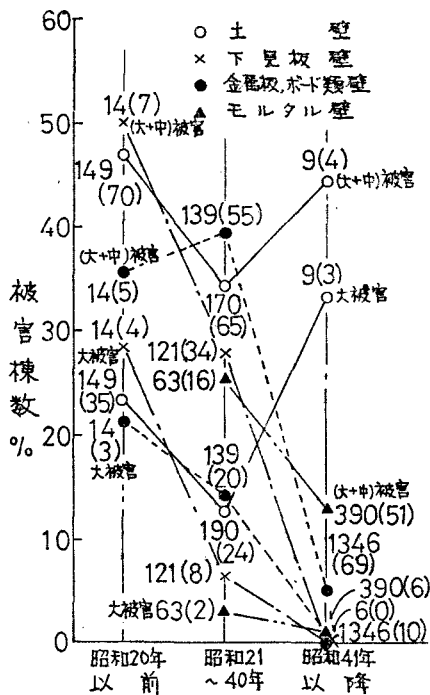 60
50
40
30
20
10
0
被害棟数%
○ 土 壁
× 下見板壁
● 金属板,ボード類壁
▲ モルタル壁
14(7)
(大+中)被害
149
(70)
(大+中)被害
14(5)
14(4)
大被害
149
(35)
14
(3)
大被害
139(55)
170
(65)
121(34)
63(16)
139
(20)
190
(24)
121(8)
大被害63(2)
9(4)
(大+中)被害
9(3)
大被害
(大+中)被害
390(51)
1346
(69)
390(6)
6(0)
1346(10)
昭和20年
以前
昭和21
～40年
昭和41年
以降